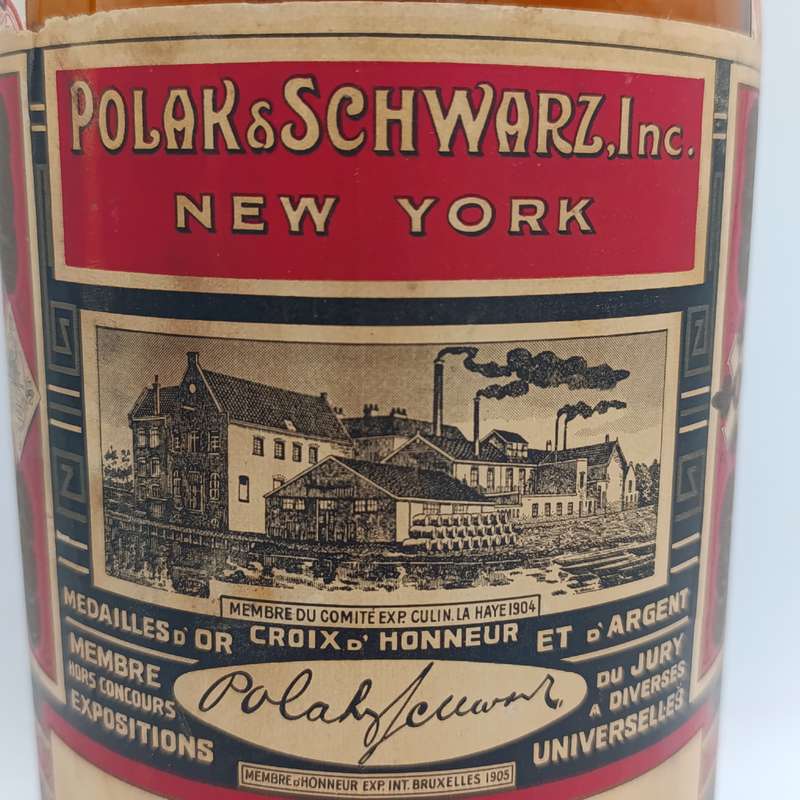 POLAK & SCHWARZ, Inc.
NEW YORK
MEMBRE DU COMITÉ EXP. CULIN. LA HAYE 1904
MEDAILLES D'OR CROIX D'HONNEUR ET D'ARGENT
MEMBRE DU JURY
HORS CONCOURS A DIVERSES
EXPOSITIONS UNIVERSELLES
Polak & Schwarz
MEMBRE D'HONNEUR EXP. INT. BRUXELLES 1905